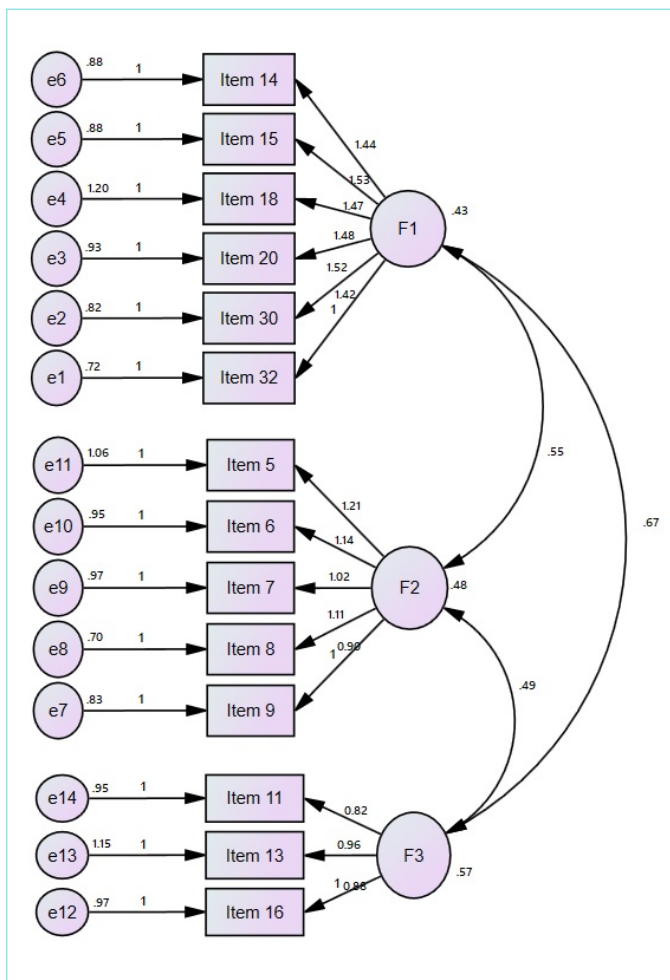 e6 .88 1 Item 14
1.44
e5 .88 1 Item 15
1.53
e4 1.20 1 Item 18
1.47
F1 .43
e3 .93 1 Item 20
1.48
1.52
e2 .82 1 Item 30
1.42
1
e1 .72 1 Item 32
.55
.67
e11 1.06 1 Item 5
1.21
e10 .95 1 Item 6
1.14
e9 .97 1 Item 7
1.02
F2 .48
1.11
e8 .70 1 Item 8
1 0.90
.49
e7 .83 1 Item 9
e14 .95 1 Item 11
0.82
e13 1.15 1 Item 13
0.96
F3 .57
1 0.88
e12 .97 1 Item 16